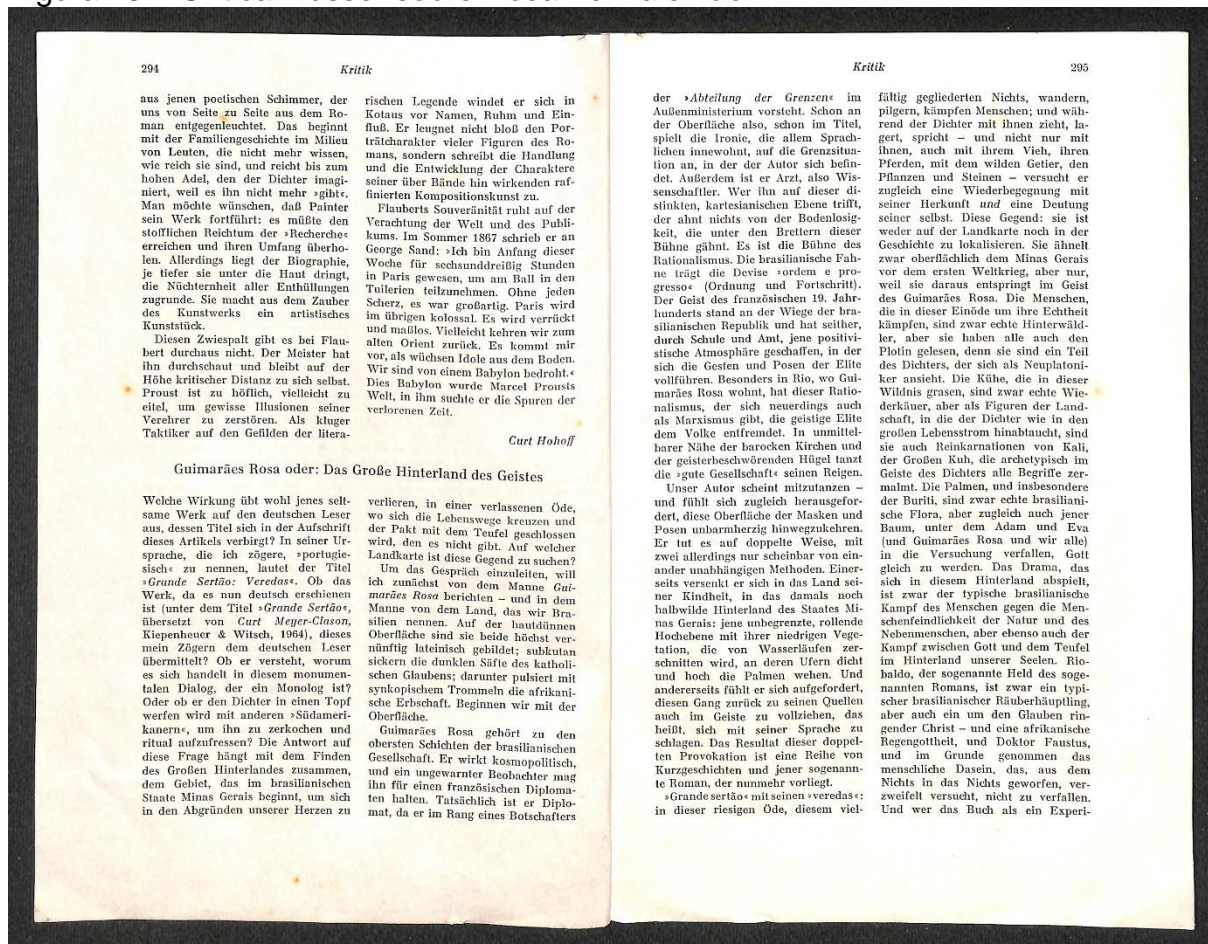 294
Kritik
aus jenen poetischen Schimmer, der
uns von Seite zu Seite aus dem Ro-
man entgegenleuchtet. Das beginnt
mit der Familiengeschichte im Milieu
von Leuten, die nicht mehr wissen,
wie reich sie sind, und reicht bis zum
hohen Adel, den der Dichter imagi-
niert, weil es ihn nicht mehr »gibt«.
Man möchte wünschen, daß Painter
sein Werk fortführt: es müßte den
stofflichen Reichtum der »Recherche«
erreichen und ihren Umfang überho-
len. Allerdings liegt der Biographie,
je tiefer sie unter die Haut dringt,
die Nüchternheit aller Enthüllungen
zugrunde. Sie macht aus dem Zauber
des Kunstwerks ein artistisches
Kunststück.
Diesen Zwiespalt gibt es bei Flau-
bert durchaus nicht. Der Meister hat
ihn durchschaut und bleibt auf der
Höhe kritischer Distanz zu sich selbst.
Proust ist zu höflich, vielleicht zu
eitel, um gewisse Illusionen seiner
Verehrer zu zerstören. Als kluger
Taktiker auf den Gefilden der litera-
rischen Legende windet er sich in
Kotaus vor Namen, Ruhm und Ein-
fluß. Er leugnet nicht bloß den Por-
trätcharakter vieler Figuren des Ro-
mans, sondern schreibt die Handlung
und die Entwicklung der Charaktere
seiner über Bände hin wirkenden raf-
finierten Kompositionskunst zu.
Flauberts Souveränität ruht auf der
Verachtung der Welt und des Publi-
kums. Im Sommer 1867 schrieb er an
George Sand: »Ich bin Anfang dieser
Woche für sechsunddreißig Stunden
in Paris gewesen, um am Ball in den
Tuilerien teilzunehmen. Ohne jeden
Scherz, es war großartig. Paris wird
im übrigen kolossal. Es wird verrückt
und maßlos. Vielleicht kehren wir zum
alten Orient zurück. Es kommt mir
vor, als wüchsen Idole aus dem Boden.
Wir sind von einem Babylon bedroht.«
Dies Babylon wurde Marcel Prousts
Welt, in ihm suchte er die Spuren der
verlorenen Zeit.
Curt Hohoff
Guimarães Rosa oder: Das Große Hinterland des Geistes
Welche Wirkung übt wohl jenes selt-
same Werk auf den deutschen Leser
aus, dessen Titel sich in der Aufschrift
dieses Artikels verbirgt? In seiner Ur-
sprache, die ich zögere, »portugie-
sisch« zu nennen, lautet der Titel
»Grande Sertão: Veredas«. Ob das
Werk, da es nun deutsch erschienen
ist (unter dem Titel »Grande Sertão«,
übersetzt von Curt Meyer-Clason,
Kiepenheuer & Witsch, 1964), dieses
mein Zögern dem deutschen Leser
übermittelt? Ob er versteht, worum
es sich handelt in diesem monumen-
talen Dialog, der ein Monolog ist?
Oder ob er den Dichter in einen Topf
werfen wird mit anderen »Südameri-
kanern«, um ihn zu zerkochen und
ritual aufzufressen? Die Antwort auf
diese Frage hängt mit dem Finden
des Großen Hinterlandes zusammen,
dem Gebiet, das im brasilianischen
Staate Minas Gerais beginnt, um sich
in den Abgründen unserer Herzen zu
verlieren, in einer verlassenen Öde,
wo sich die Lebenswege kreuzen und
der Pakt mit dem Teufel geschlossen
wird, den es nicht gibt. Auf welcher
Landkarte ist diese Gegend zu suchen?
Um das Gespräch einzuleiten, will
ich zunächst von dem Manne Gui-
marães Rosa berichten – und in dem
Manne von dem Land, das wir Bra-
silien nennen. Auf der hautdünnen
Oberfläche sind sie beide höchst ver-
nünftig lateinisch gebildet; subkutan
sickern die dunklen Säfte des katholi-
schen Glaubens; darunter pulsiert mit
synkopischem Trommeln die afrikani-
sche Erbschaft. Beginnen wir mit der
Oberfläche.
Guimarães Rosa gehört zu den
obersten Schichten der brasilianischen
Gesellschaft. Er wirkt kosmopolitisch,
und ein ungewarnter Beobachter mag
ihn für einen französischen Diploma-
ten halten. Tatsächlich ist er Diplo-
mat, da er im Rang eines Botschafters
Kritik
295
der »Abteilung der Grenzen« im
Außenministerium vorsteht. Schon an
der Oberfläche also, schon im Titel,
spielt die Ironie, die allem Sprach-
lichen innewohnt, auf die Grenzsitua-
tion an, in der der Autor sich befin-
det. Außerdem ist er Arzt, also Wis-
senschaftler. Wer ihn auf dieser di-
stinkten, kartesianischen Ebene trifft,
der ahnt nichts von der Bodenlosig-
keit, die unter den Brettern dieser
Bühne gähnt. Es ist die Bühne des
Rationalismus. Die brasilianische Fah-
ne trägt die Devise »ordem e pro-
gresso« (Ordnung und Fortschritt).
Der Geist des französischen 19. Jahr-
hunderts stand an der Wiege der bra-
silianischen Republik und hat seither,
durch Schule und Amt, jene positivi-
stische Atmosphäre geschaffen, in der
sich die Gesten und Posen der Elite
vollführen. Besonders in Rio, wo Gui-
marães Rosa wohnt, hat dieser Ratio-
nalismus, der sich neuerdings auch
als Marxismus gibt, die geistige Elite
dem Volke entfremdet. In unmittel-
barer Nähe der barocken Kirchen und
der geisterbeschwörenden Hügel tanzt
die »gute Gesellschaft« seinen Reigen.
Unser Autor scheint mitzutanzen –
und fühlt sich zugleich herausgefor-
dert, diese Oberfläche der Masken und
Posen unbarmherzig hinwegzukehren.
Er tut es auf doppelte Weise, mit
zwei allerdings nur scheinbar von ein-
ander unabhängigen Methoden. Einer-
seits versenkt er sich in das Land sei-
ner Kindheit, in das damals noch
halbwilde Hinterland des Staates Mi-
nas Gerais: jene unbegrenzte, rollende
Hochebene mit ihrer niedrigen Vege-
tation, die von Wasserläufen zer-
schnitten wird, an deren Ufern dicht
und hoch die Palmen wehen. Und
andererseits fühlt er sich aufgefordert,
diesen Gang zurück zu seinen Quellen
auch im Geiste zu vollziehen, das
heißt, sich mit seiner Sprache zu
schlagen. Das Resultat dieser doppel-
ten Provokation ist eine Reihe von
Kurzgeschichten und jener sogenann-
te Roman, der nunmehr vorliegt.
»Grande sertão« mit seinen »veredas«:
in dieser riesigen Öde, diesem viel-
fältig gegliederten Nichts, wandern,
pilgern, kämpfen Menschen; und wäh-
rend der Dichter mit ihnen zieht, la-
gert, spricht – und nicht nur mit
ihnen, auch mit ihrem Vieh, ihren
Pferden, mit dem wilden Getier, den
Pflanzen und Steinen – versucht er
zugleich eine Wiederbegegnung mit
seiner Herkunft und eine Deutung
seiner selbst. Diese Gegend: sie ist
weder auf der Landkarte noch in der
Geschichte zu lokalisieren. Sie ähnelt
zwar oberflächlich dem Minas Gerais
vor dem ersten Weltkrieg, aber nur,
weil sie daraus entspringt im Geist
des Guimarães Rosa. Die Menschen,
die in dieser Einöde um ihre Echtheit
kämpfen, sind zwar echte Hinterwäld-
ler, aber sie haben alle auch den
Plotin gelesen, denn sie sind ein Teil
des Dichters, der sich als Neuplatoni-
ker ansieht. Die Kühe, die in dieser
Wildnis grasen, sind zwar echte Wie-
derkäuer, aber als Figuren der Land-
schaft, in die der Dichter wie in den
großen Lebensstrom hinabtaucht, sind
sie auch Reinkarnationen von Kali,
der Großen Kuh, die archetypisch im
Geiste des Dichters alle Begriffe zer-
malmt. Die Palmen, und insbesondere
der Buriti, sind zwar echte brasiliani-
sche Flora, aber zugleich auch jener
Baum, unter dem Adam und Eva
(und Guimarães Rosa und wir alle)
in die Versuchung verfallen, Gott
gleich zu werden. Das Drama, das
sich in diesem Hinterland abspielt,
ist zwar der typische brasilianische
Kampf des Menschen gegen die Men-
schenfeindlichkeit der Natur und des
Nebenmenschen, aber ebenso auch der
Kampf zwischen Gott und dem Teufel
im Hinterland unserer Seelen. Rio-
baldo, der sogenannte Held des soge-
nannten Romans, ist zwar ein typi-
scher brasilianischer Räuberhäuptling,
aber auch ein um den Glauben rin-
gender Christ – und eine afrikanische
Regengottheit, und Doktor Faustus,
und im Grunde genommen das
menschliche Dasein, das, aus dem
Nichts in das Nichts geworfen, ver-
zweifelt versucht, nicht zu verfallen.
Und wer das Buch als ein Experi-